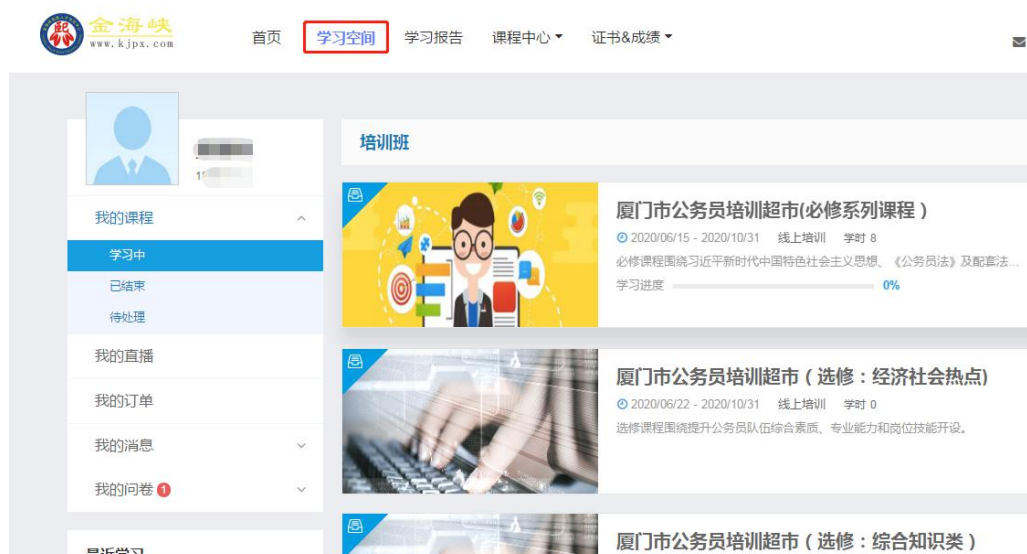 熙
金海峡
www.kjpx.com
首页 学习空间 学习报告 课程中心 证书&成绩
培训班
我的课程
学习中
已结束
待处理
我的直播
我的订单
我的消息
我的问卷 1
厦门市公务员培训超市(必修系列课程)
2020/06/15 - 2020/10/31 线上培训 学时 8
必修课程围绕习近平新时代中国特色社会主义思想、《公务员法》及配套法...
学习进度 0%
厦门市公务员培训超市(选修:经济社会热点)
2020/06/22 - 2020/10/31 线上培训 学时 0
选修课程围绕提升公务员队伍综合素质、专业能力和岗位技能开设。
厦门市公务员培训超市(选修:综合知识类)
最近学习